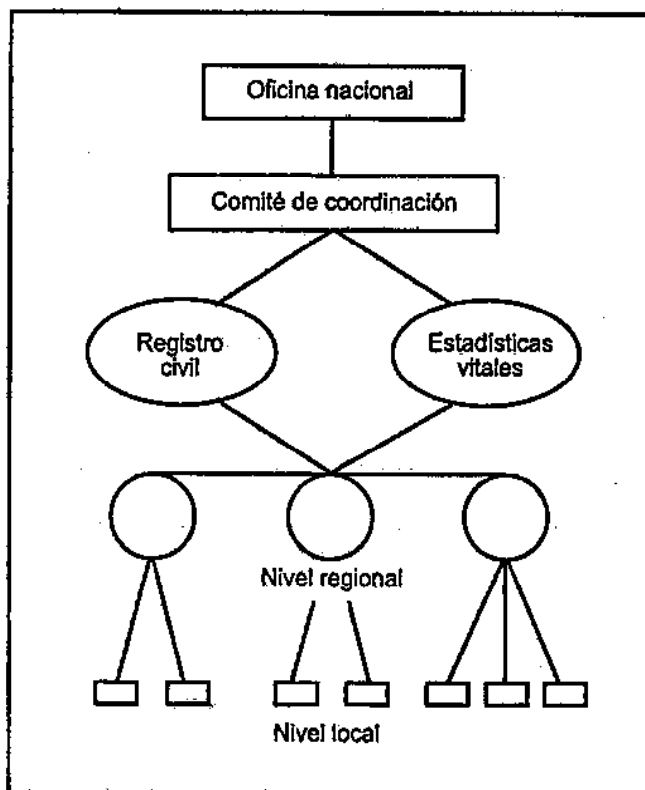 Oficina nacional
Comité de coordinación
Registro
civil
Estadísticas
vitales
Nivel regional
Nivel local